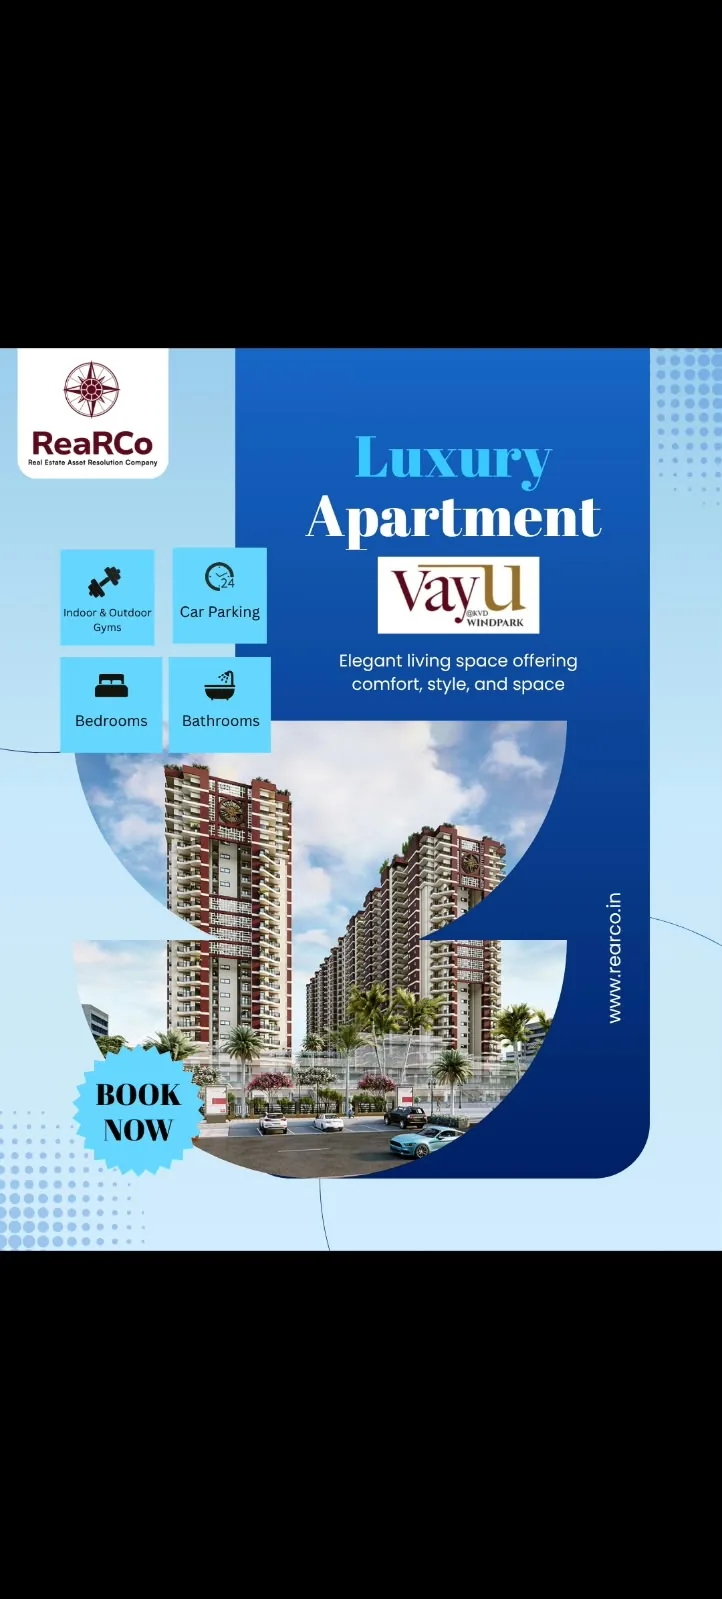 ReaRCo
Real Estate Asset Resolution Company
Luxury
Apartment
VayU
@KVD
WINDPARK
Elegant living space offering
comfort, style, and space
Indoor & Outdoor
Gyms
24
Car Parking
Bedrooms
Bathrooms
www.rearco.in
BOOK
NOW